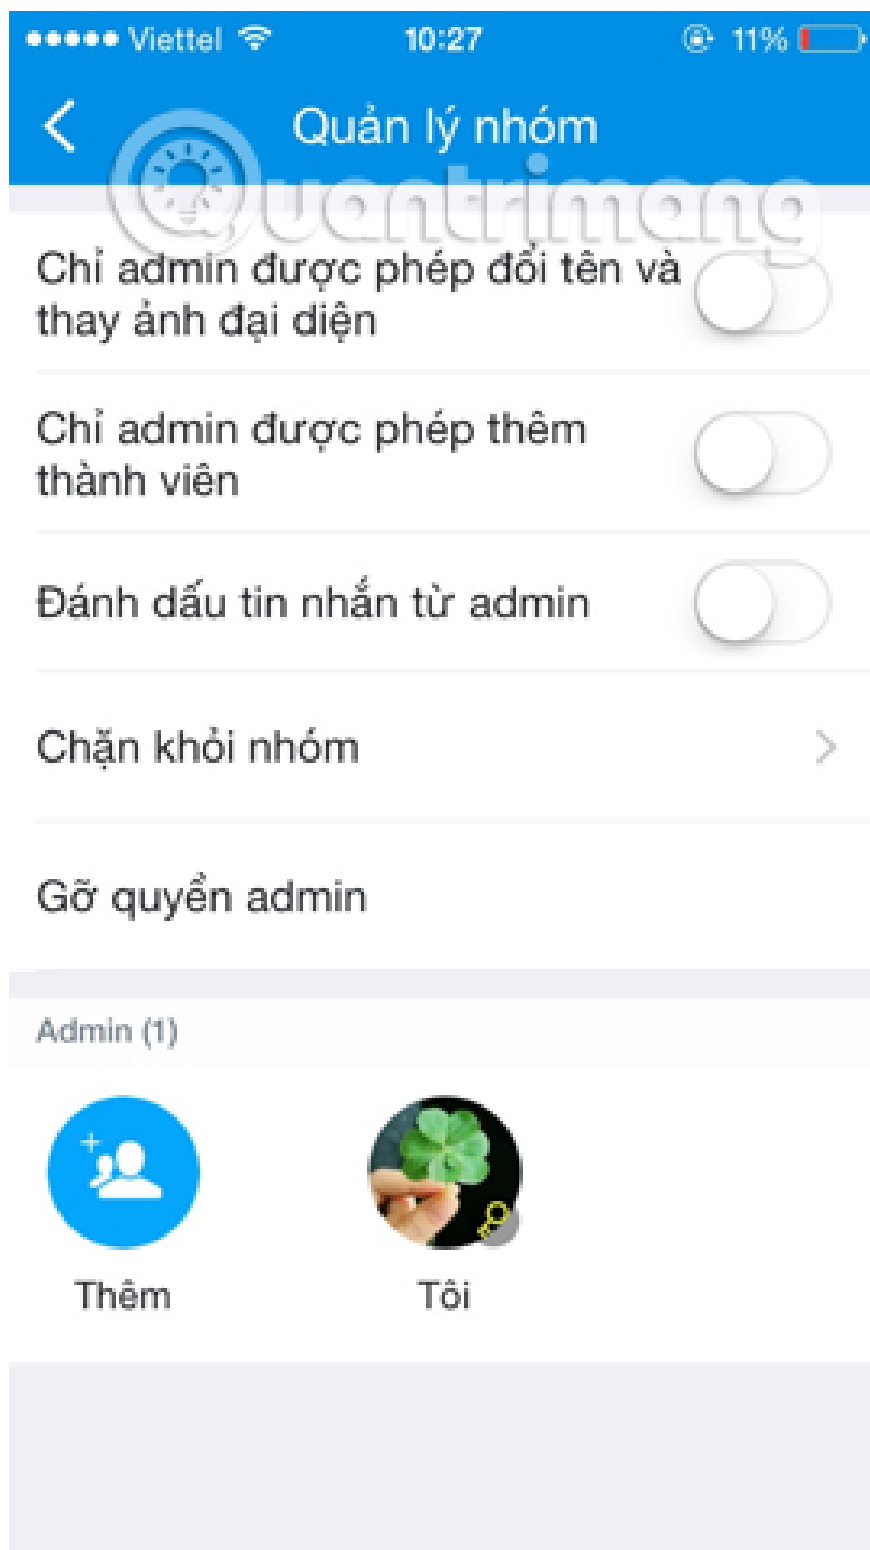 Viettel 10:27 11%
Quản lý nhóm
Quantrimang
Chỉ admin được phép đổi tên và
thay ảnh đại diện
Chỉ admin được phép thêm
thành viên
Đánh dấu tin nhắn từ admin
Chặn khỏi nhóm
Gỡ quyền admin
Admin (1)
Thêm Tôi